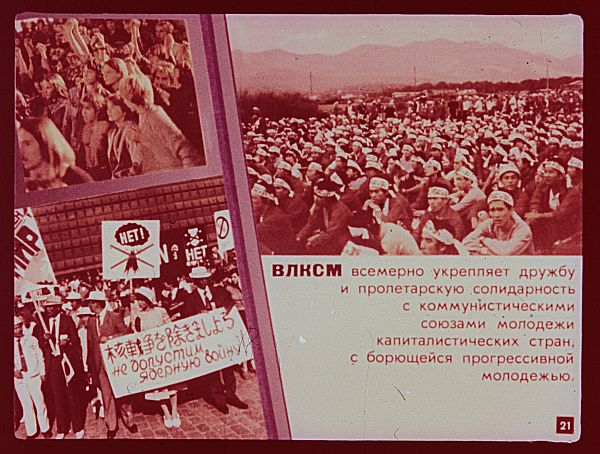 ВЛКСМ всемерно укрепляет дружбу
и пролетарскую солидарность
с коммунистическими
союзами молодежи
капиталистических стран,
с борющейся прогрессивной
молодежью.
НЕТ!
НЕТ
核戦争を除きましょう
не допустим
ядерную войну!
21